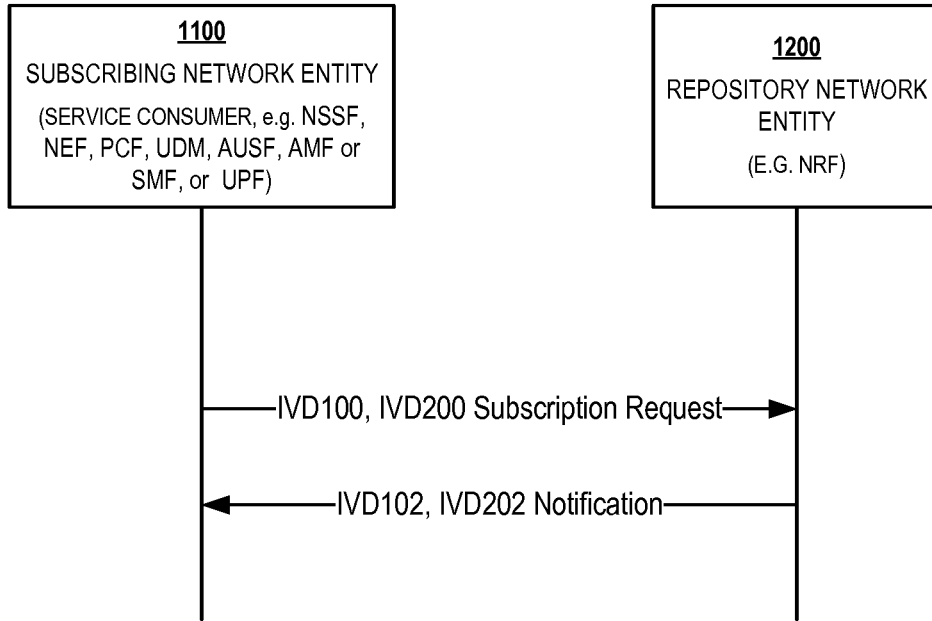 1100
SUBSCRIBING NETWORK ENTITY
(SERVICE CONSUMER, e.g. NSSF,
NEF, PCF, UDM, AUSF, AMF or
SMF, or UPF)
1200
REPOSITORY NETWORK
ENTITY
(E.G. NRF)
IVD100, IVD200 Subscription Request
IVD102, IVD202 Notification